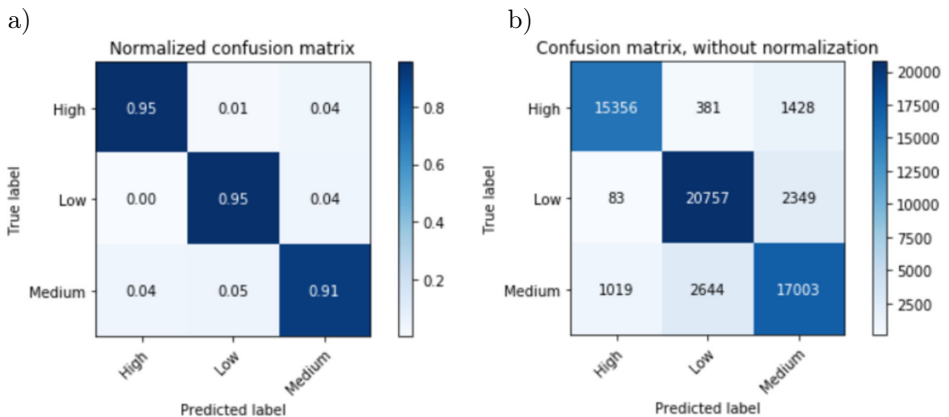 a)
Normalized confusion matrix
High 0.95 0.01 0.04
Low 0.00 0.95 0.04
Medium 0.04 0.05 0.91
High Low Medium
True label
Predicted label
0.8
0.6
0.4
0.2
b)
Confusion matrix, without normalization
High 15356 381 1428
Low 83 20757 2349
Medium 1019 2644 17003
High Low Medium
True label
Predicted label
20000
17500
15000
12500
10000
7500
5000
2500